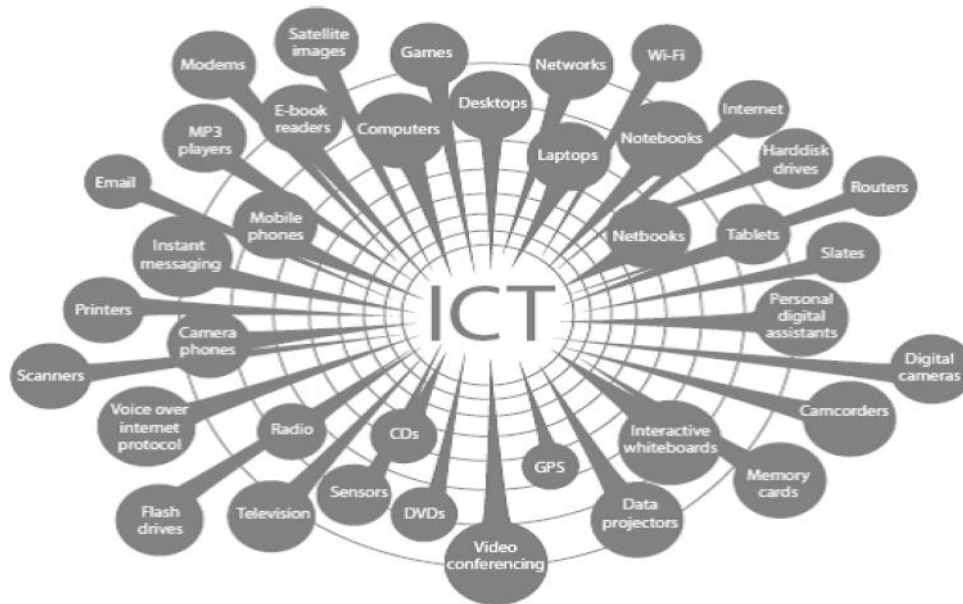 Satellite
images
Games
Networks
Wi-Fi
Modems
Desktops
E-book
readers
Computers
Internet
Notebooks
MP3
players
Laptops
Harddisk
drives
Email
Routers
Mobile
phones
Netbooks
Tablets
Instant
messaging
Slates
ICT
Printers
Personal
digital
assistants
Camera
phones
Scanners
Digital
cameras
Voice over
internet
protocol
Radio
CDs
Interactive
whiteboards
Camcorders
GPS
Memory
cards
Sensors
Flash
drives
Television
DVDs
Data
projectors
Video
conferencing